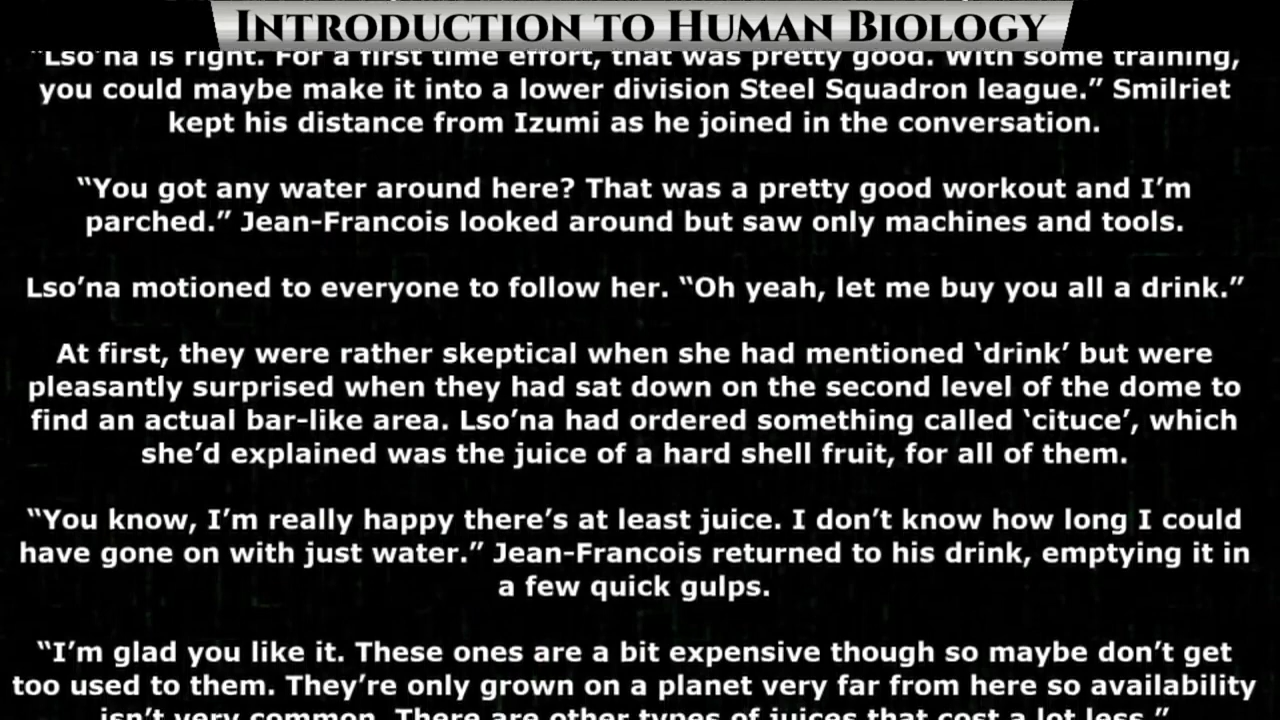 Introduction to Human Biology
“Lso’na is right. For a first time effort, that was pretty good. With some training,
you could maybe make it into a lower division Steel Squadron league.” Smilriet
kept his distance from Izumi as he joined in the conversation.
“You got any water around here? That was a pretty good workout and I’m
parched.” Jean-Francois looked around but saw only machines and tools.
Lso’na motioned to everyone to follow her. “Oh yeah, let me buy you all a drink.”
At first, they were rather skeptical when she had mentioned ‘drink’ but were
pleasantly surprised when they had sat down on the second level of the dome to
find an actual bar-like area. Lso’na had ordered something called ‘cituce’, which
she’d explained was the juice of a hard shell fruit, for all of them.
“You know, I’m really happy there’s at least juice. I don’t know how long I could
have gone on with just water.” Jean-Francois returned to his drink, emptying it in
a few quick gulps.
“I’m glad you like it. These ones are a bit expensive though so maybe don’t get
too used to them. They’re only grown on a planet very far from here so availability
isn’t very common. There are other types of juices that cost a lot less.”